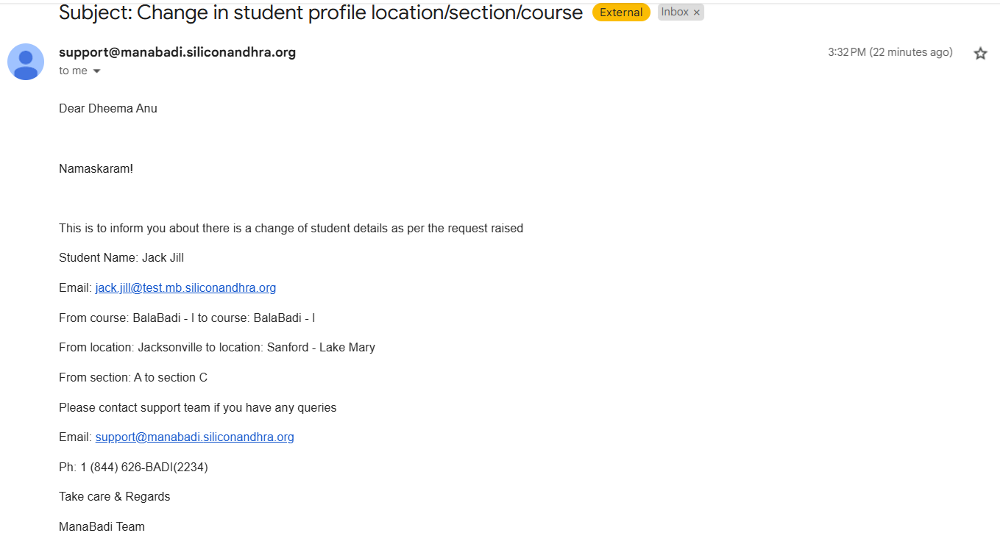 Subject: Change in student profile location/section/course External Inbox ×
support@manabadi.siliconandhra.org 3:32 PM (22 minutes ago)
to me
Dear Dheema Anu
Namaskaram!
This is to inform you about there is a change of student details as per the request raised
Student Name: Jack Jill
Email: jack.jill@test.mb.siliconandhra.org
From course: BalaBadi - I to course: BalaBadi - I
From location: Jacksonville to location: Sanford - Lake Mary
From section: A to section C
Please contact support team if you have any queries
Email: support@manabadi.siliconandhra.org
Ph: 1 (844) 626-BADI(2234)
Take care & Regards
ManaBadi Team